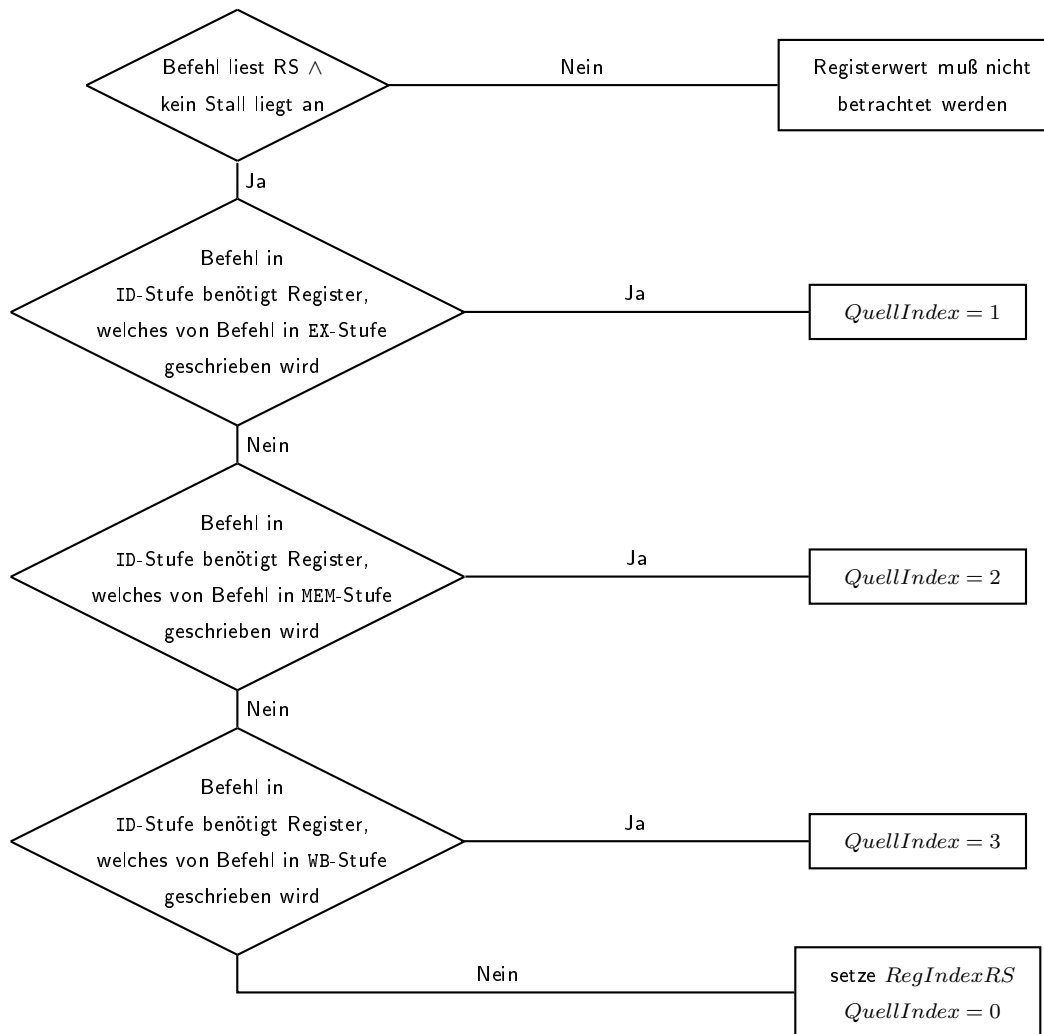 Befehl liest RS ∧
kein Stall liegt an
Nein
Registerwert muß nicht
betrachtet werden
Ja
Befehl in
ID-Stufe benötigt Register,
welches von Befehl in EX-Stufe
geschrieben wird
Ja
QuellIndex = 1
Nein
Befehl in
ID-Stufe benötigt Register,
welches von Befehl in MEM-Stufe
geschrieben wird
Ja
QuellIndex = 2
Nein
Befehl in
ID-Stufe benötigt Register,
welches von Befehl in WB-Stufe
geschrieben wird
Ja
QuellIndex = 3
Nein
setze RegIndexRS
QuellIndex = 0